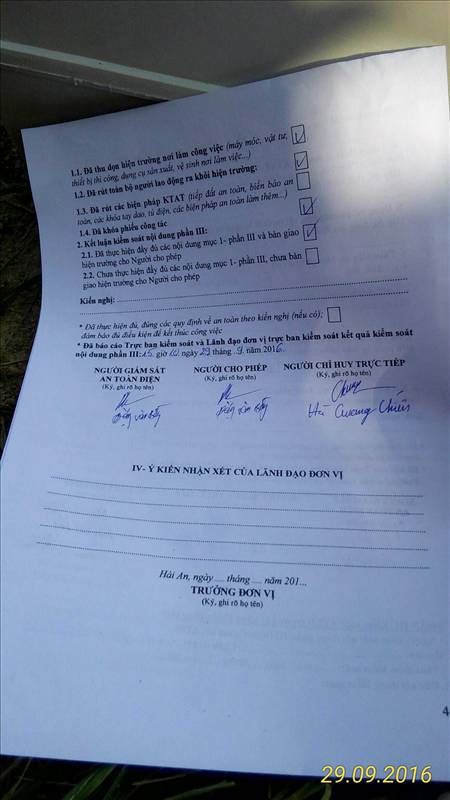 1.1. Đã thu dọn hiện trường nơi làm công việc (máy móc, vật tư,
thiết bị thi công, dụng cụ sản xuất, vệ sinh nơi làm việc...)
1.2. Đã rút toàn bộ người lao động ra khỏi hiện trường:
1.3. Đã rút các biện pháp KTAT (tiếp đất an toàn, biển báo an
toàn, các khóa tay dao, tủ điện, các biện pháp an toàn làm thêm...)
1.4. Đã khóa phiếu công tác
2. Kết luận kiểm soát nội dung phần III:
2.1. Đã thực hiện đầy đủ các nội dung mục 1- phần III và bàn giao
hiện trường cho Người cho phép
2.2. Chưa thực hiện đầy đủ các nội dung mục 1- phần III, chưa bàn
giao hiện trường cho Người cho phép
Kiến nghị:
* Đã thực hiện đủ, đúng các quy định về an toàn theo kiến nghị (nếu có):
đảm bảo đủ điều kiện để kết thúc công việc
* Đã báo cáo Trực ban kiểm soát và Lãnh đạo đơn vị trực ban kiểm soát kết quả kiểm soát
nội dung phần III: 15 giờ ngày 29 tháng 9 năm 2016
NGƯỜI GIÁM SÁT NGƯỜI CHO PHÉP NGƯỜI CHỈ HUY TRỰC TIẾP
AN TOÀN ĐIỆN (Ký, ghi rõ họ tên) (Ký, ghi rõ họ tên)
(Ký, ghi rõ họ tên)
Hà Cương Chiến
IV- Ý KIẾN NHẬN XÉT CỦA LÃNH ĐẠO ĐƠN VỊ
Hải An, ngày .... tháng .... năm 201...
TRƯỞNG ĐƠN VỊ
(Ký, ghi rõ họ tên)
4
29.09.2016